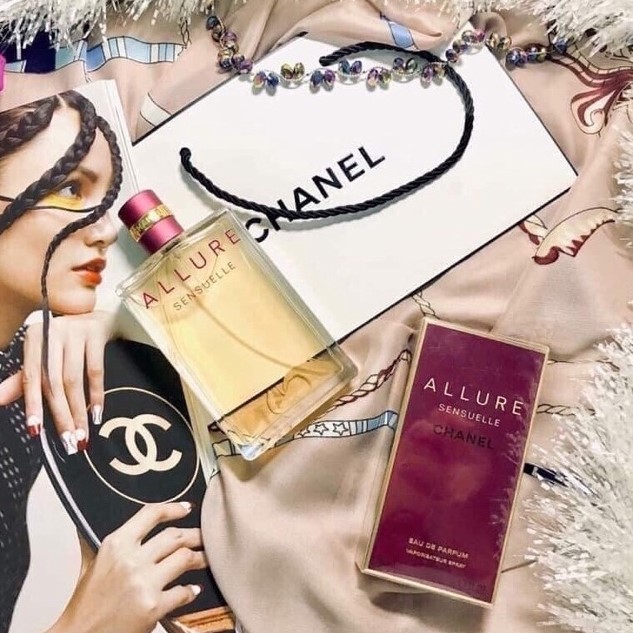 CHANEL
ALLURE
SENSUELLE
ALLURE
SENSUELLE
CHANEL
EAU DE PARFUM
VAPORISATEUR SPRAY